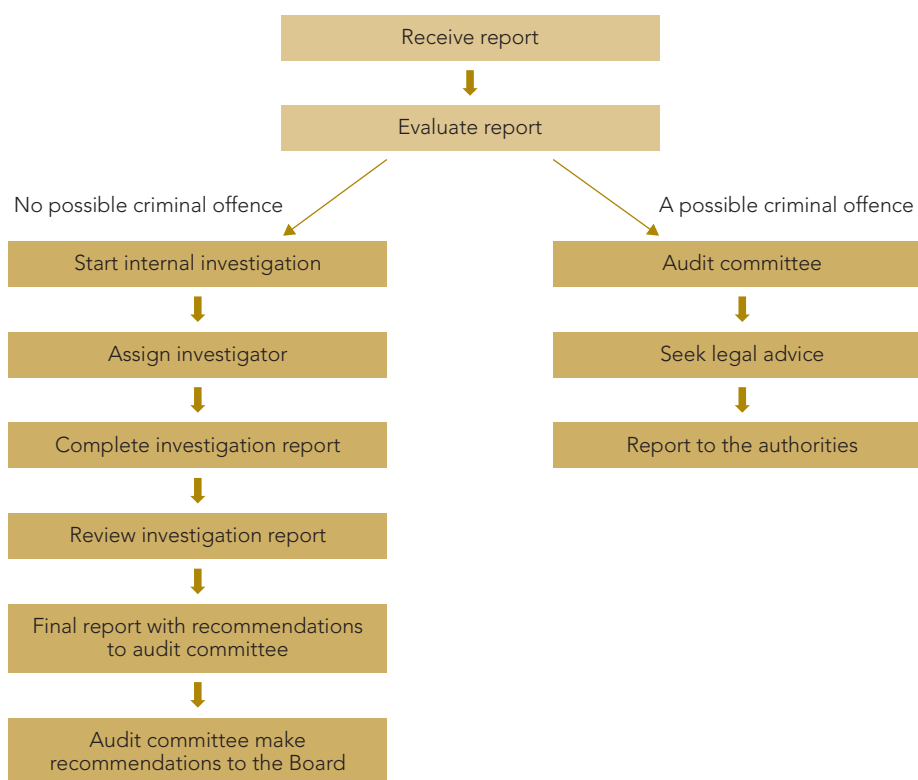 Receive report
Evaluate report
No possible criminal offence
A possible criminal offence
Start internal investigation
Assign investigator
Complete investigation report
Review investigation report
Final report with recommendations
to audit committee
Audit committee make
recommendations to the Board
Audit committee
Seek legal advice
Report to the authorities